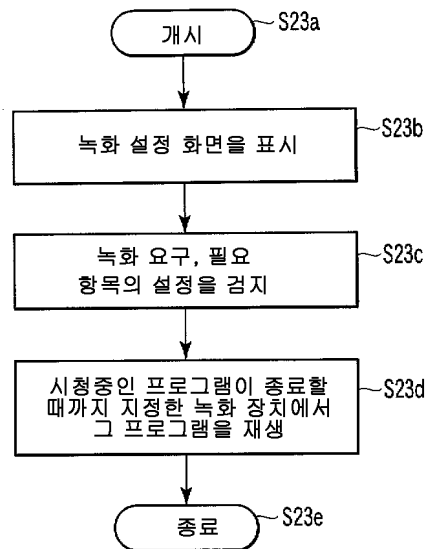 개시
S23a
녹화 설정 화면을 표시
S23b
녹화 요구, 필요
항목의 설정을 검지
S23c
시청중인 프로그램이 종료할
때까지 지정한 녹화 장치에서
그 프로그램을 재생
S23d
종료
S23e